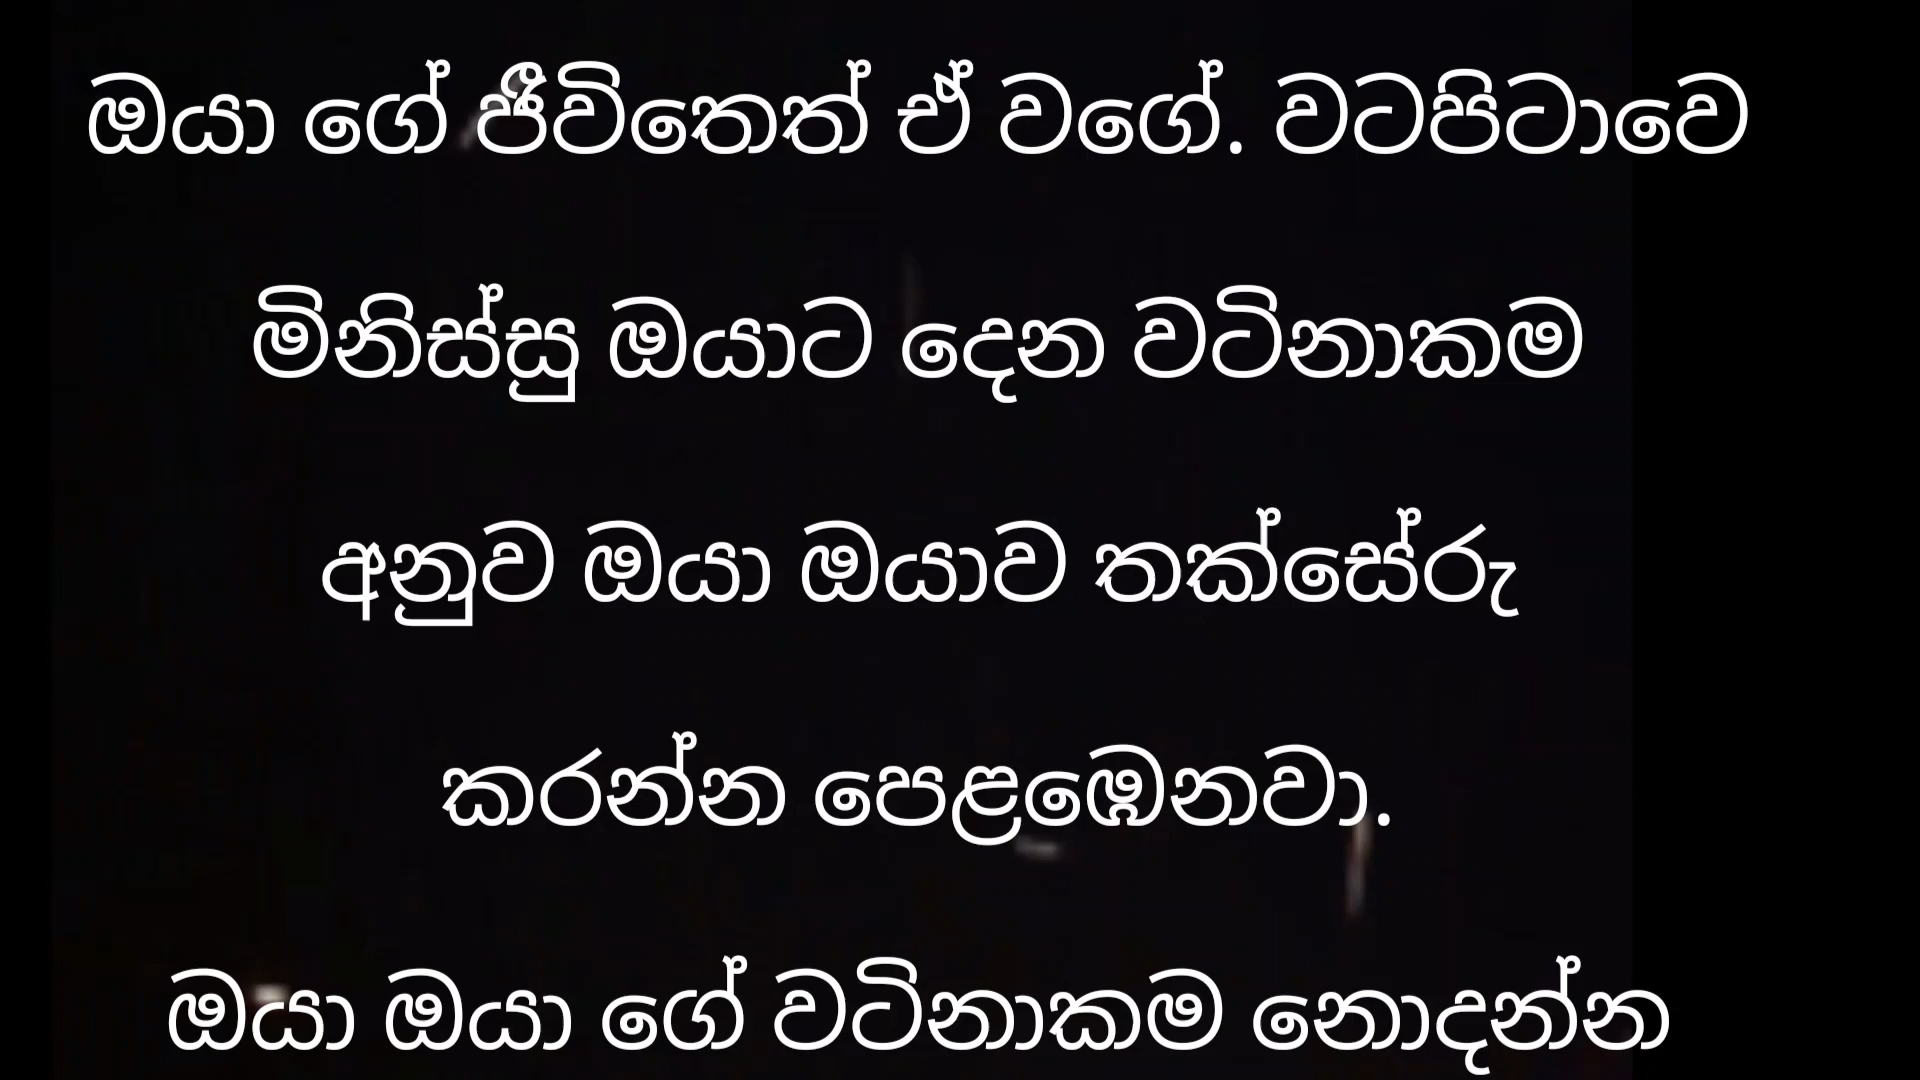 ඔයා ගේ ජීවිතෙත් ඒ වගේ. වටපිටාවෙ
මිනිස්සු ඔයාට දෙන වටිනාකම
අනුව ඔයා ඔයාව තක්සේරු
කරන්න පෙළඹෙනවා.
ඔයා ඔයා ගේ වටිනාකම නොදන්න